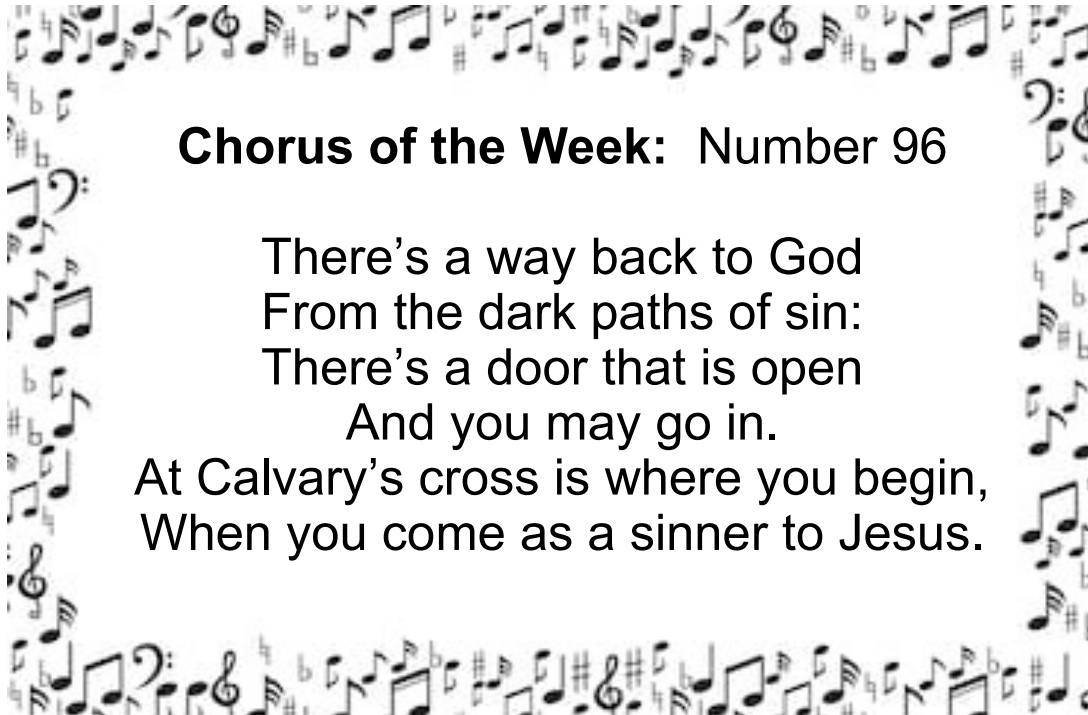 Chorus of the Week: Number 96
There’s a way back to God
From the dark paths of sin:
There’s a door that is open
And you may go in.
At Calvary’s cross is where you begin,
When you come as a sinner to Jesus.